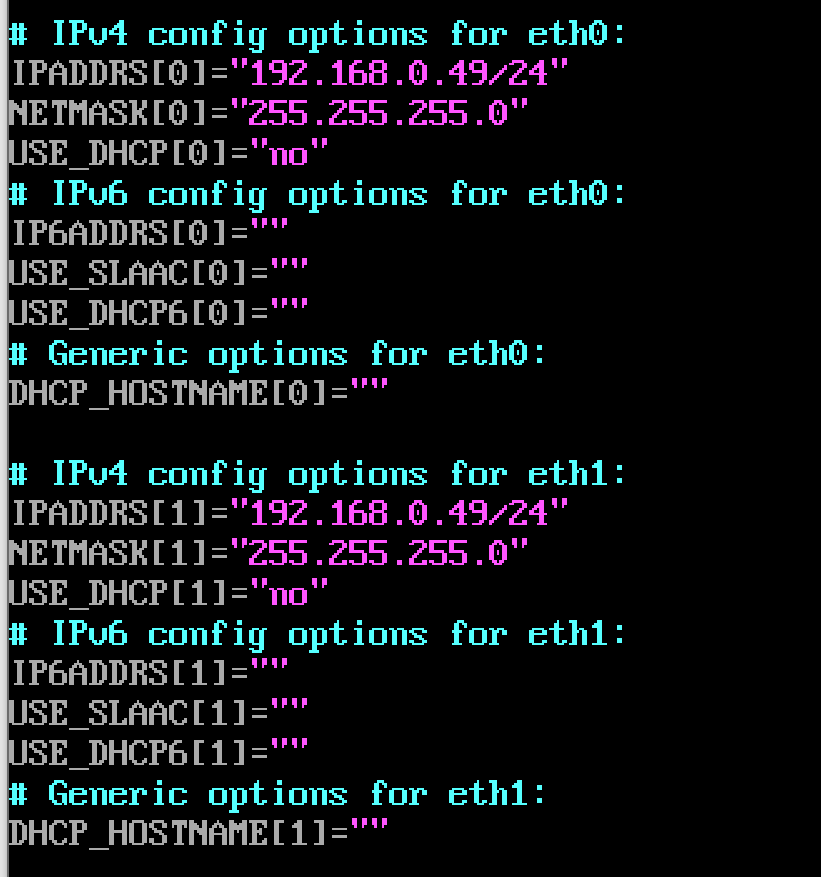 # IPv4 config options for eth0:
IPADDRS[0]="192.168.0.49/24"
NETMASK[0]="255.255.255.0"
USE_DHCP[0]="no"
# IPv6 config options for eth0:
IP6ADDRS[0]=""
USE_SLAAC[0]=""
USE_DHCP6[0]=""
# Generic options for eth0:
DHCP_HOSTNAME[0]=""
# IPv4 config options for eth1:
IPADDRS[1]="192.168.0.49/24"
NETMASK[1]="255.255.255.0"
USE_DHCP[1]="no"
# IPv6 config options for eth1:
IP6ADDRS[1]=""
USE_SLAAC[1]=""
USE_DHCP6[1]=""
# Generic options for eth1:
DHCP_HOSTNAME[1]=""